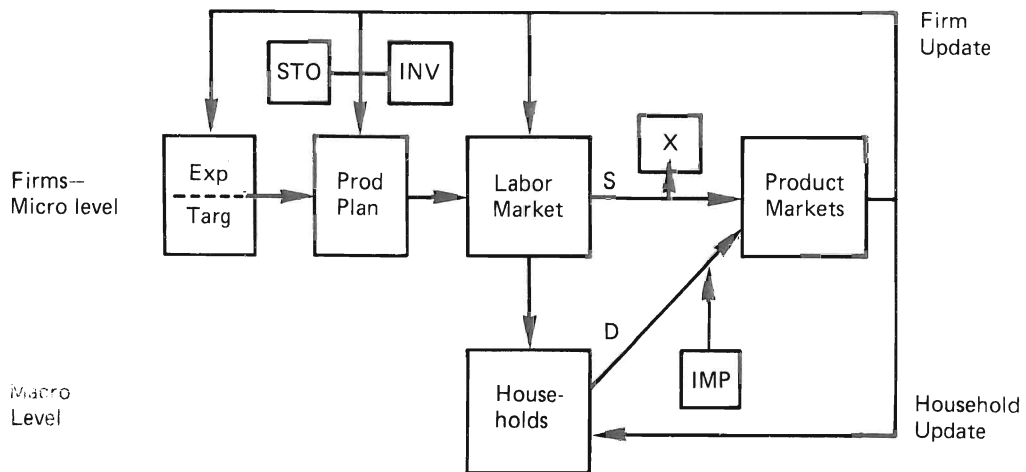 Firm
Update
STO
INV
X
Exp
Targ
Prod
Plan
Labor
Market
S
Product
Markets
Firms—
Micro level
D
IMP
House-
holds
Macro
Level
Household
Update